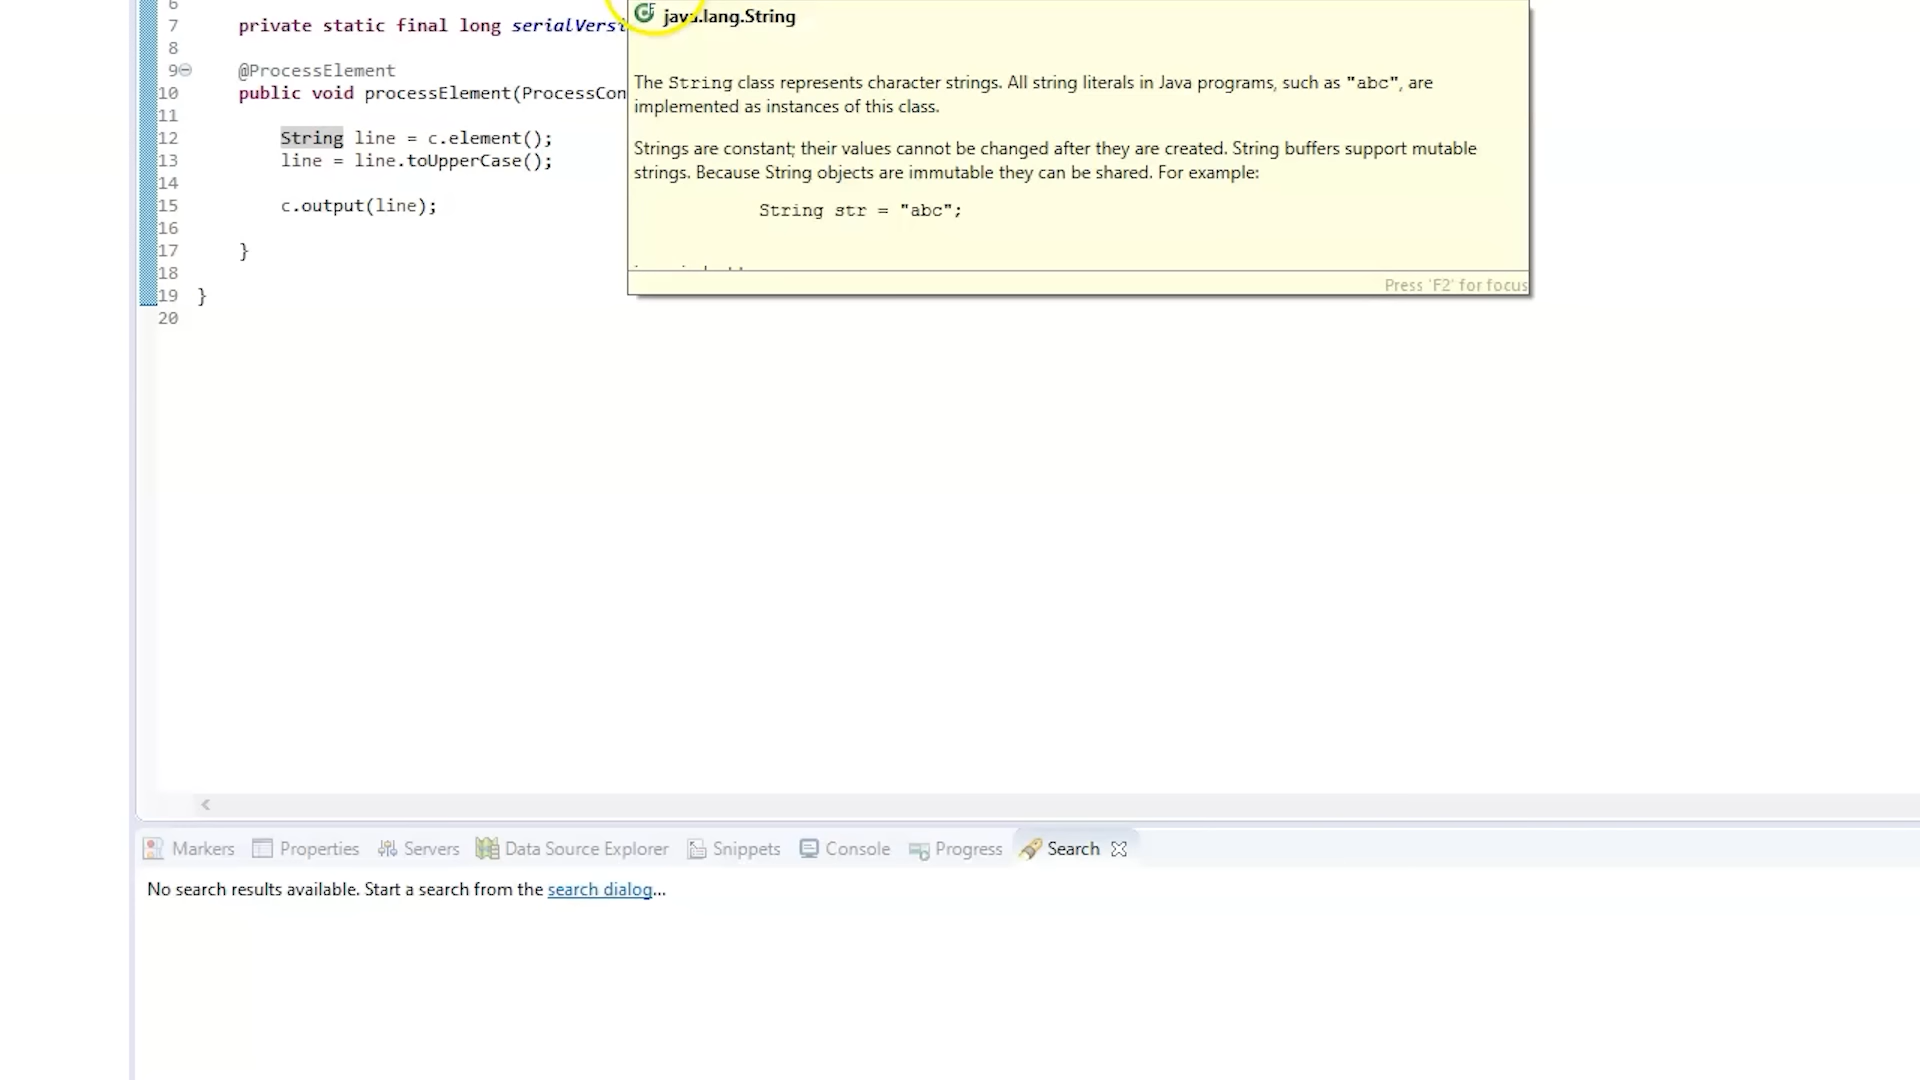 6
7 private static final long serialVersi
8
9 @ProcessElement
10 public void processElement(ProcessCon
11
12 String line = c.element();
13 line = line.toUpperCase();
14
15 c.output(line);
16
17 }
18
19 }
20
java.lang.String
The String class represents character strings. All string literals in Java programs, such as "abc", are
implemented as instances of this class.
Strings are constant; their values cannot be changed after they are created. String buffers support mutable
strings. Because String objects are immutable they can be shared. For example:
String str = "abc";
Press 'F2' for focus
Markers Properties Servers Data Source Explorer Snippets Console Progress Search
No search results available. Start a search from the search dialog...